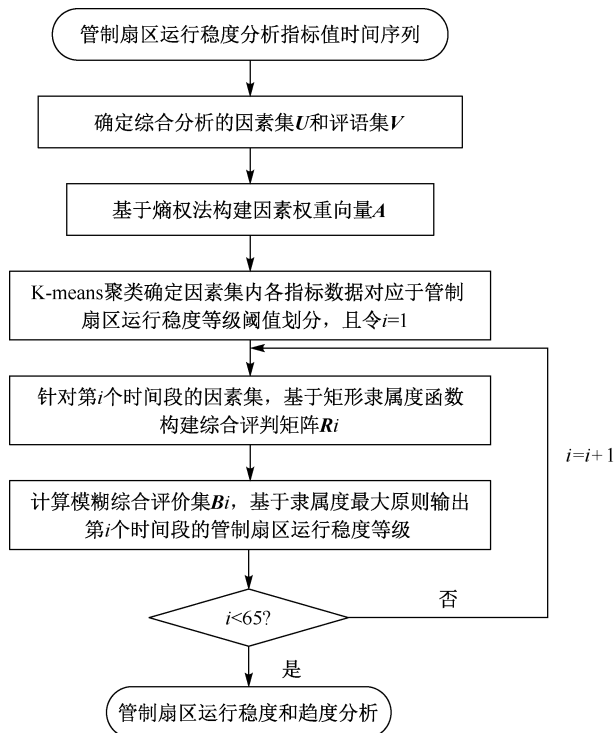 管制扇区运行稳度分析指标值时间序列
确定综合分析的因素集U和评语集V
基于熵权法构建因素权重向量A
K-means聚类确定因素集内各指标数据对应于管制
扇区运行稳度等级阈值划分，且令i=1
针对第i个时间段的因素集，基于矩形隶属度函数
构建综合评判矩阵Ri
i=i+1
计算模糊综合评价集Bi，基于隶属度最大原则输出
第i个时间段的管制扇区运行稳度等级
否
i<65?
是
管制扇区运行稳度和趋度分析